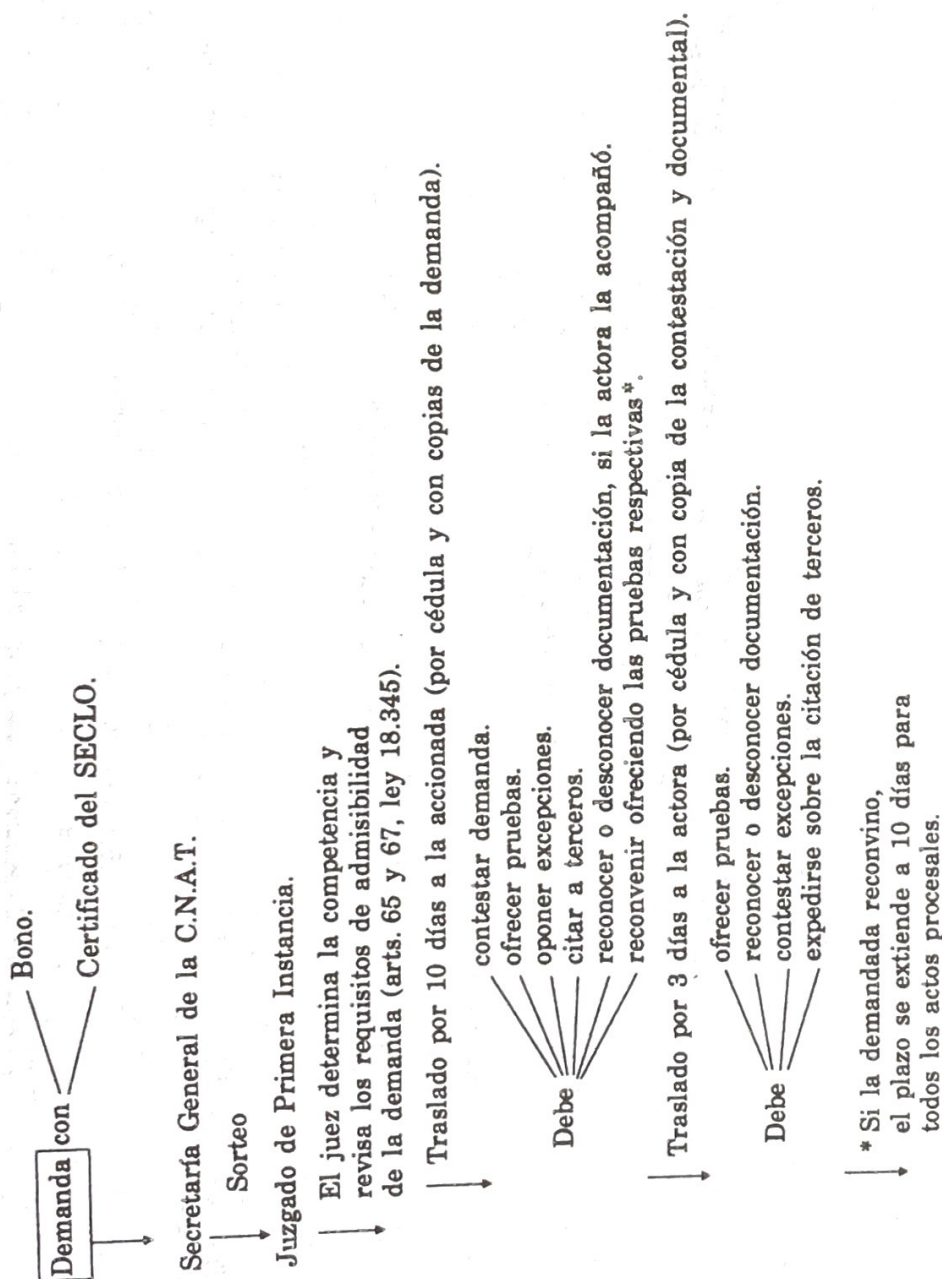 Bono.
Demanda con
Certificado del SECLO.
Secretaría General de la C.N.A.T.
Sorteo
Juzgado de Primera Instancia.
El juez determina la competencia y
revisa los requisitos de admisibilidad
de la demanda (arts. 65 y 67, ley 18.345).
Traslado por 10 días a la accionada (por cédula y con copias de la demanda).
contestar demanda.
ofrecer pruebas.
oponer excepciones.
Debe
citar a terceros.
reconocer o desconocer documentación, si la actora la acompañó.
reconvenir ofreciendo las pruebas respectivas*.
Traslado por 3 días a la actora (por cédula y con copia de la contestación y documental).
ofrecer pruebas.
reconocer o desconocer documentación.
Debe
contestar excepciones.
expedirse sobre la citación de terceros.
* Si la demandada reconvino,
el plazo se extiende a 10 días para
todos los actos procesales.